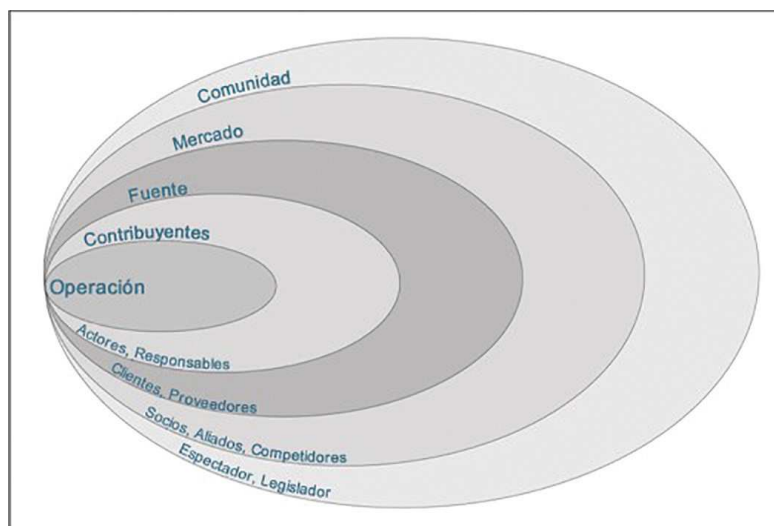 Comunidad
Mercado
Fuente
Contribuyentes
Operación
Actores, Responsables
Clientes, Proveedores
Socios, Aliados, Competidores
Espectador, Legislador